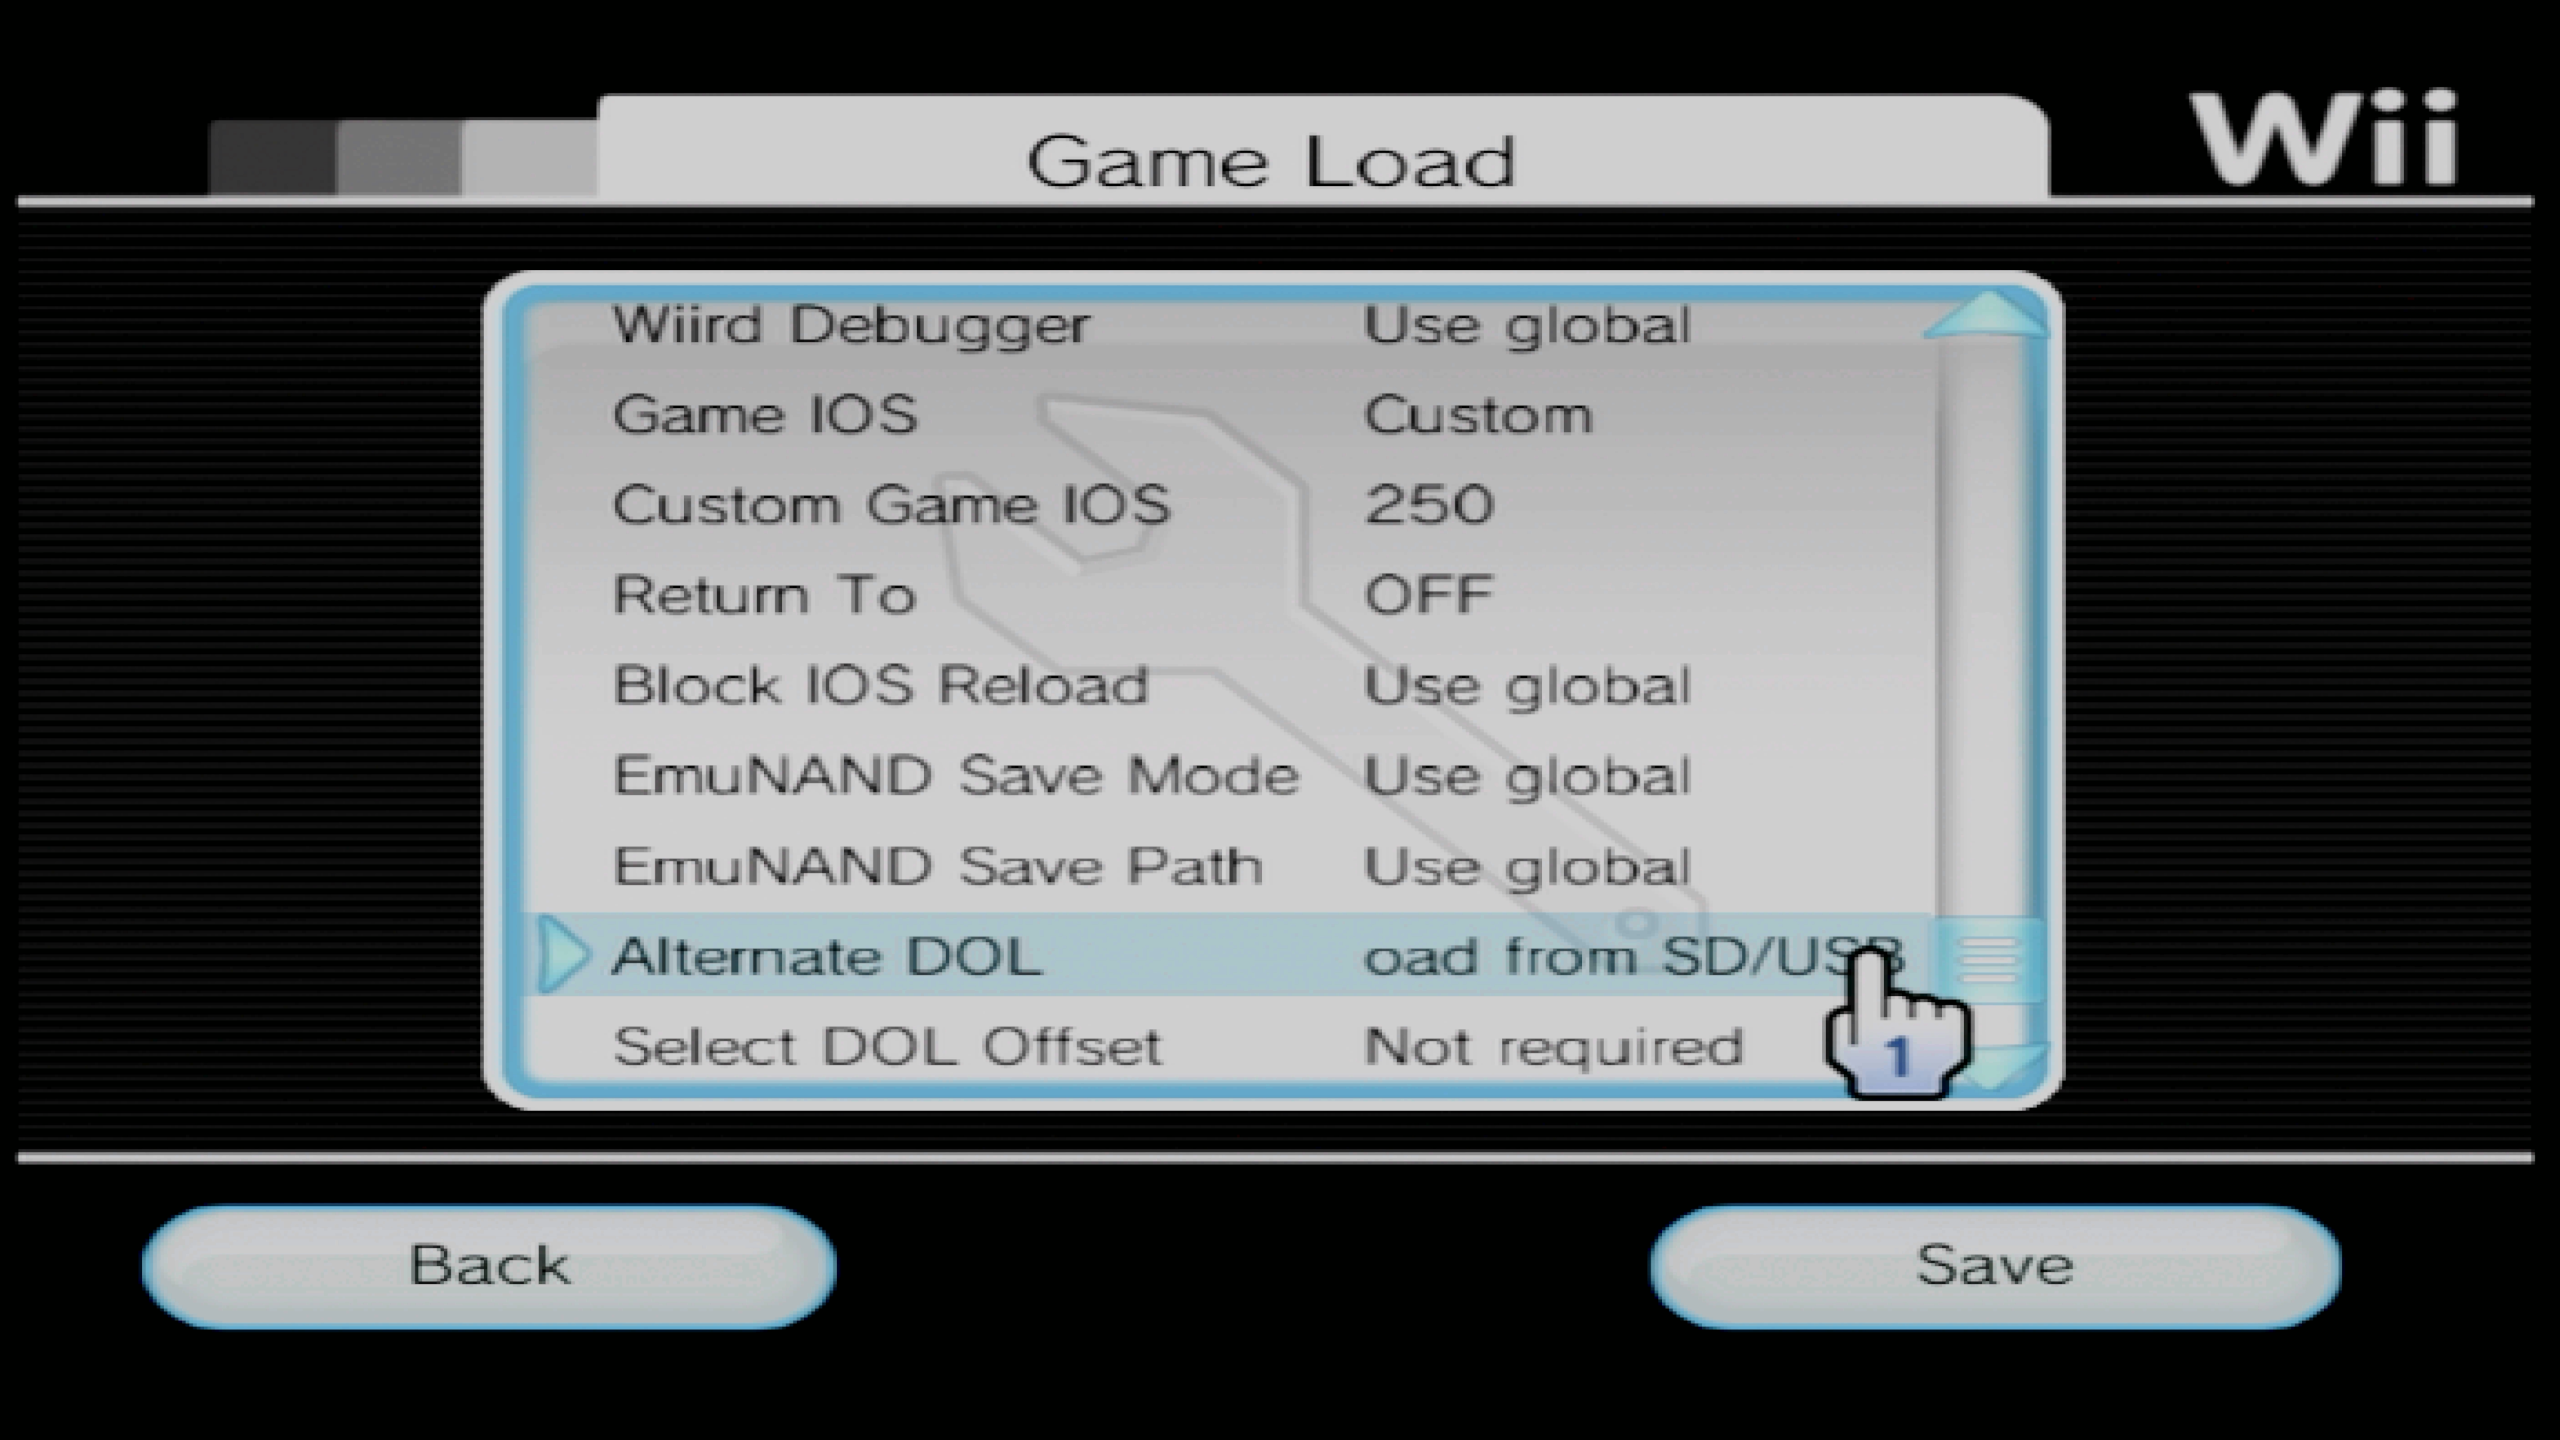 Game Load
Wii
Wiird Debugger Use global
Game IOS Custom
Custom Game IOS 250
Return To OFF
Block IOS Reload Use global
EmuNAND Save Mode Use global
EmuNAND Save Path Use global
Alternate DOL oad from SD/USB
Select DOL Offset Not required
1
Back Save